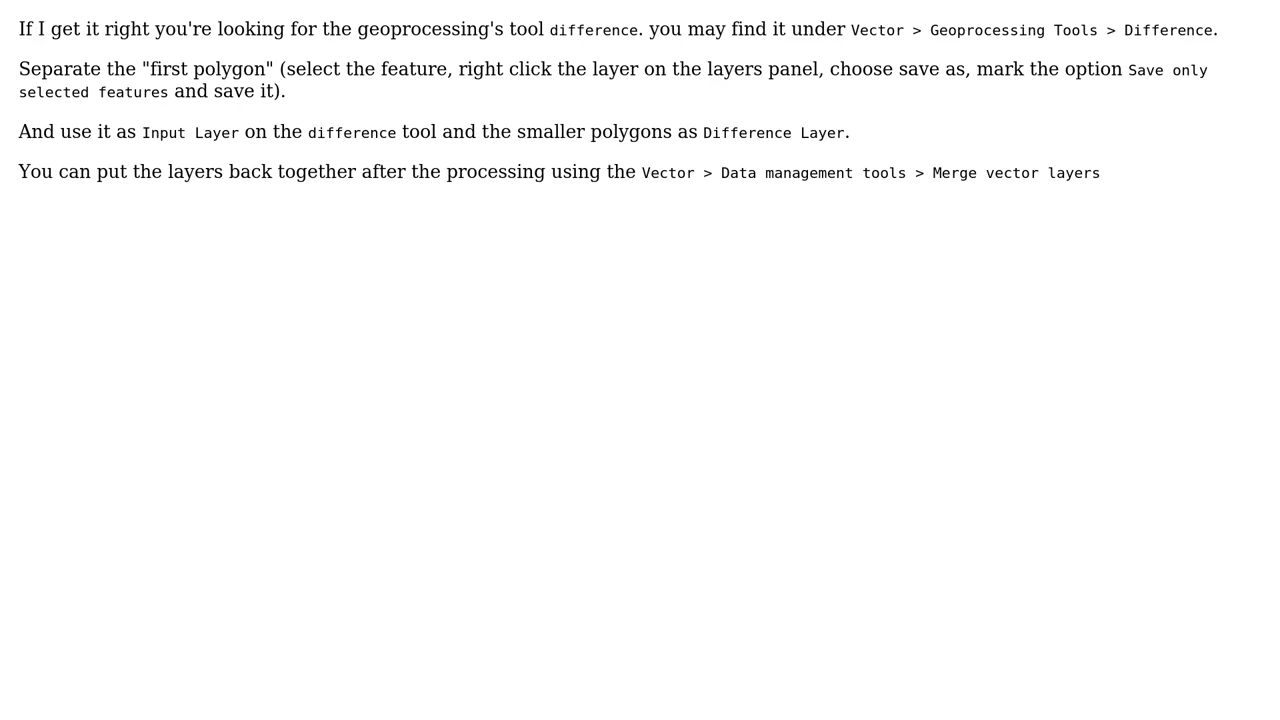 If I get it right you're looking for the geoprocessing's tool difference. you may find it under Vector > Geoprocessing Tools > Difference.
Separate the "first polygon" (select the feature, right click the layer on the layers panel, choose save as, mark the option Save only
selected features and save it).
And use it as Input Layer on the difference tool and the smaller polygons as Difference Layer.
You can put the layers back together after the processing using the Vector > Data management tools > Merge vector layers